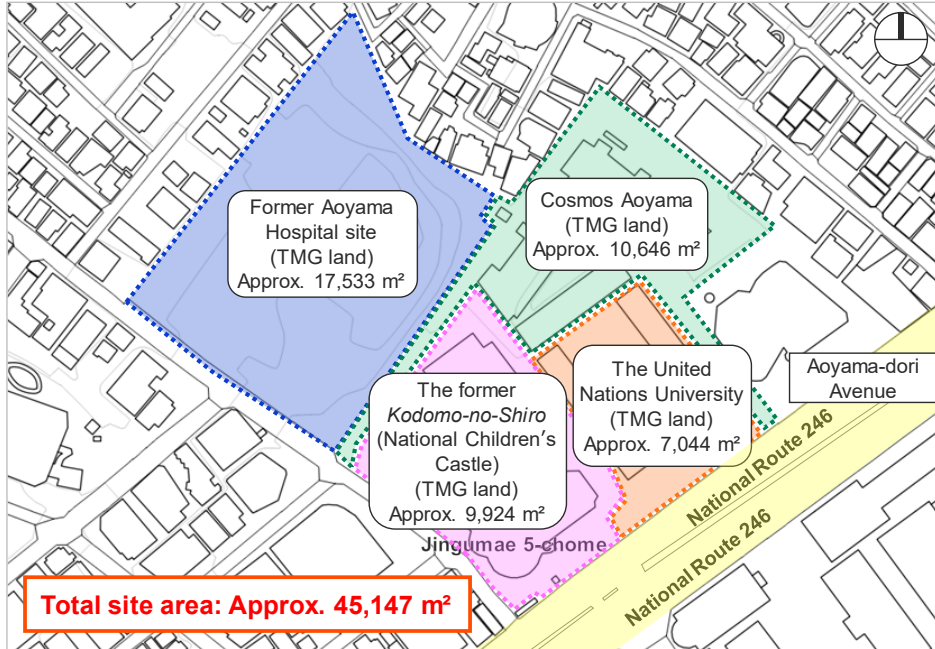 Former Aoyama
Hospital site
(TMG land)
Approx. 17,533 m²
Cosmos Aoyama
(TMG land)
Approx. 10,646 m²
The former
Kodomo-no-Shiro
(National Children's
Castle)
(TMG land)
Approx. 9,924 m²
The United
Nations University
(TMG land)
Approx. 7,044 m²
Aoyama-dori
Avenue
National Route 246
National Route 246
Jingumae 5-chome
Total site area: Approx. 45,147 m²